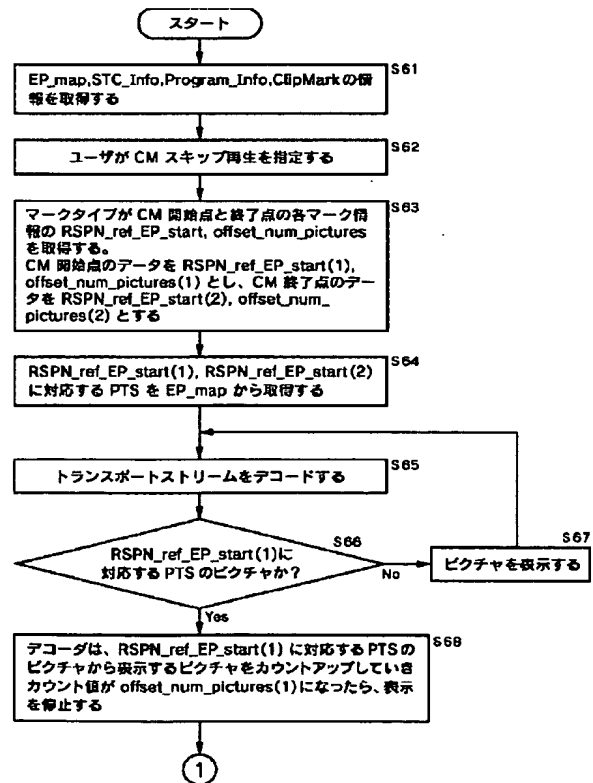 スタート
S61
EP_map,STC_Info,Program_Info,ClipMarkの情
報を取得する
S62
ユーザが CM スキップ再生を指定する
S63
マークタイプが CM 開始点と終了点の各マーク情
報の RSPN_ref_EP_start, offset_num_pictures
を取得する。
CM 開始点のデータを RSPN_ref_EP_start(1),
offset_num_pictures(1) とし、CM 終了点のデー
タを RSPN_ref_EP_start(2), offset_num_
pictures(2) とする
S64
RSPN_ref_EP_start(1), RSPN_ref_EP_start(2)
に対応する PTS を EP_map から取得する
S65
トランスポートストリームをデコードする
S66
RSPN_ref_EP_start(1)に
対応する PTS のピクチャか?
No
S67
ピクチャを表示する
Yes
S68
デコーダは、RSPN_ref_EP_start(1) に対応する PTS の
ピクチャから表示するピクチャをカウントアップしていき
カウント値が offset_num_pictures(1)になったら、表示
を停止する
1